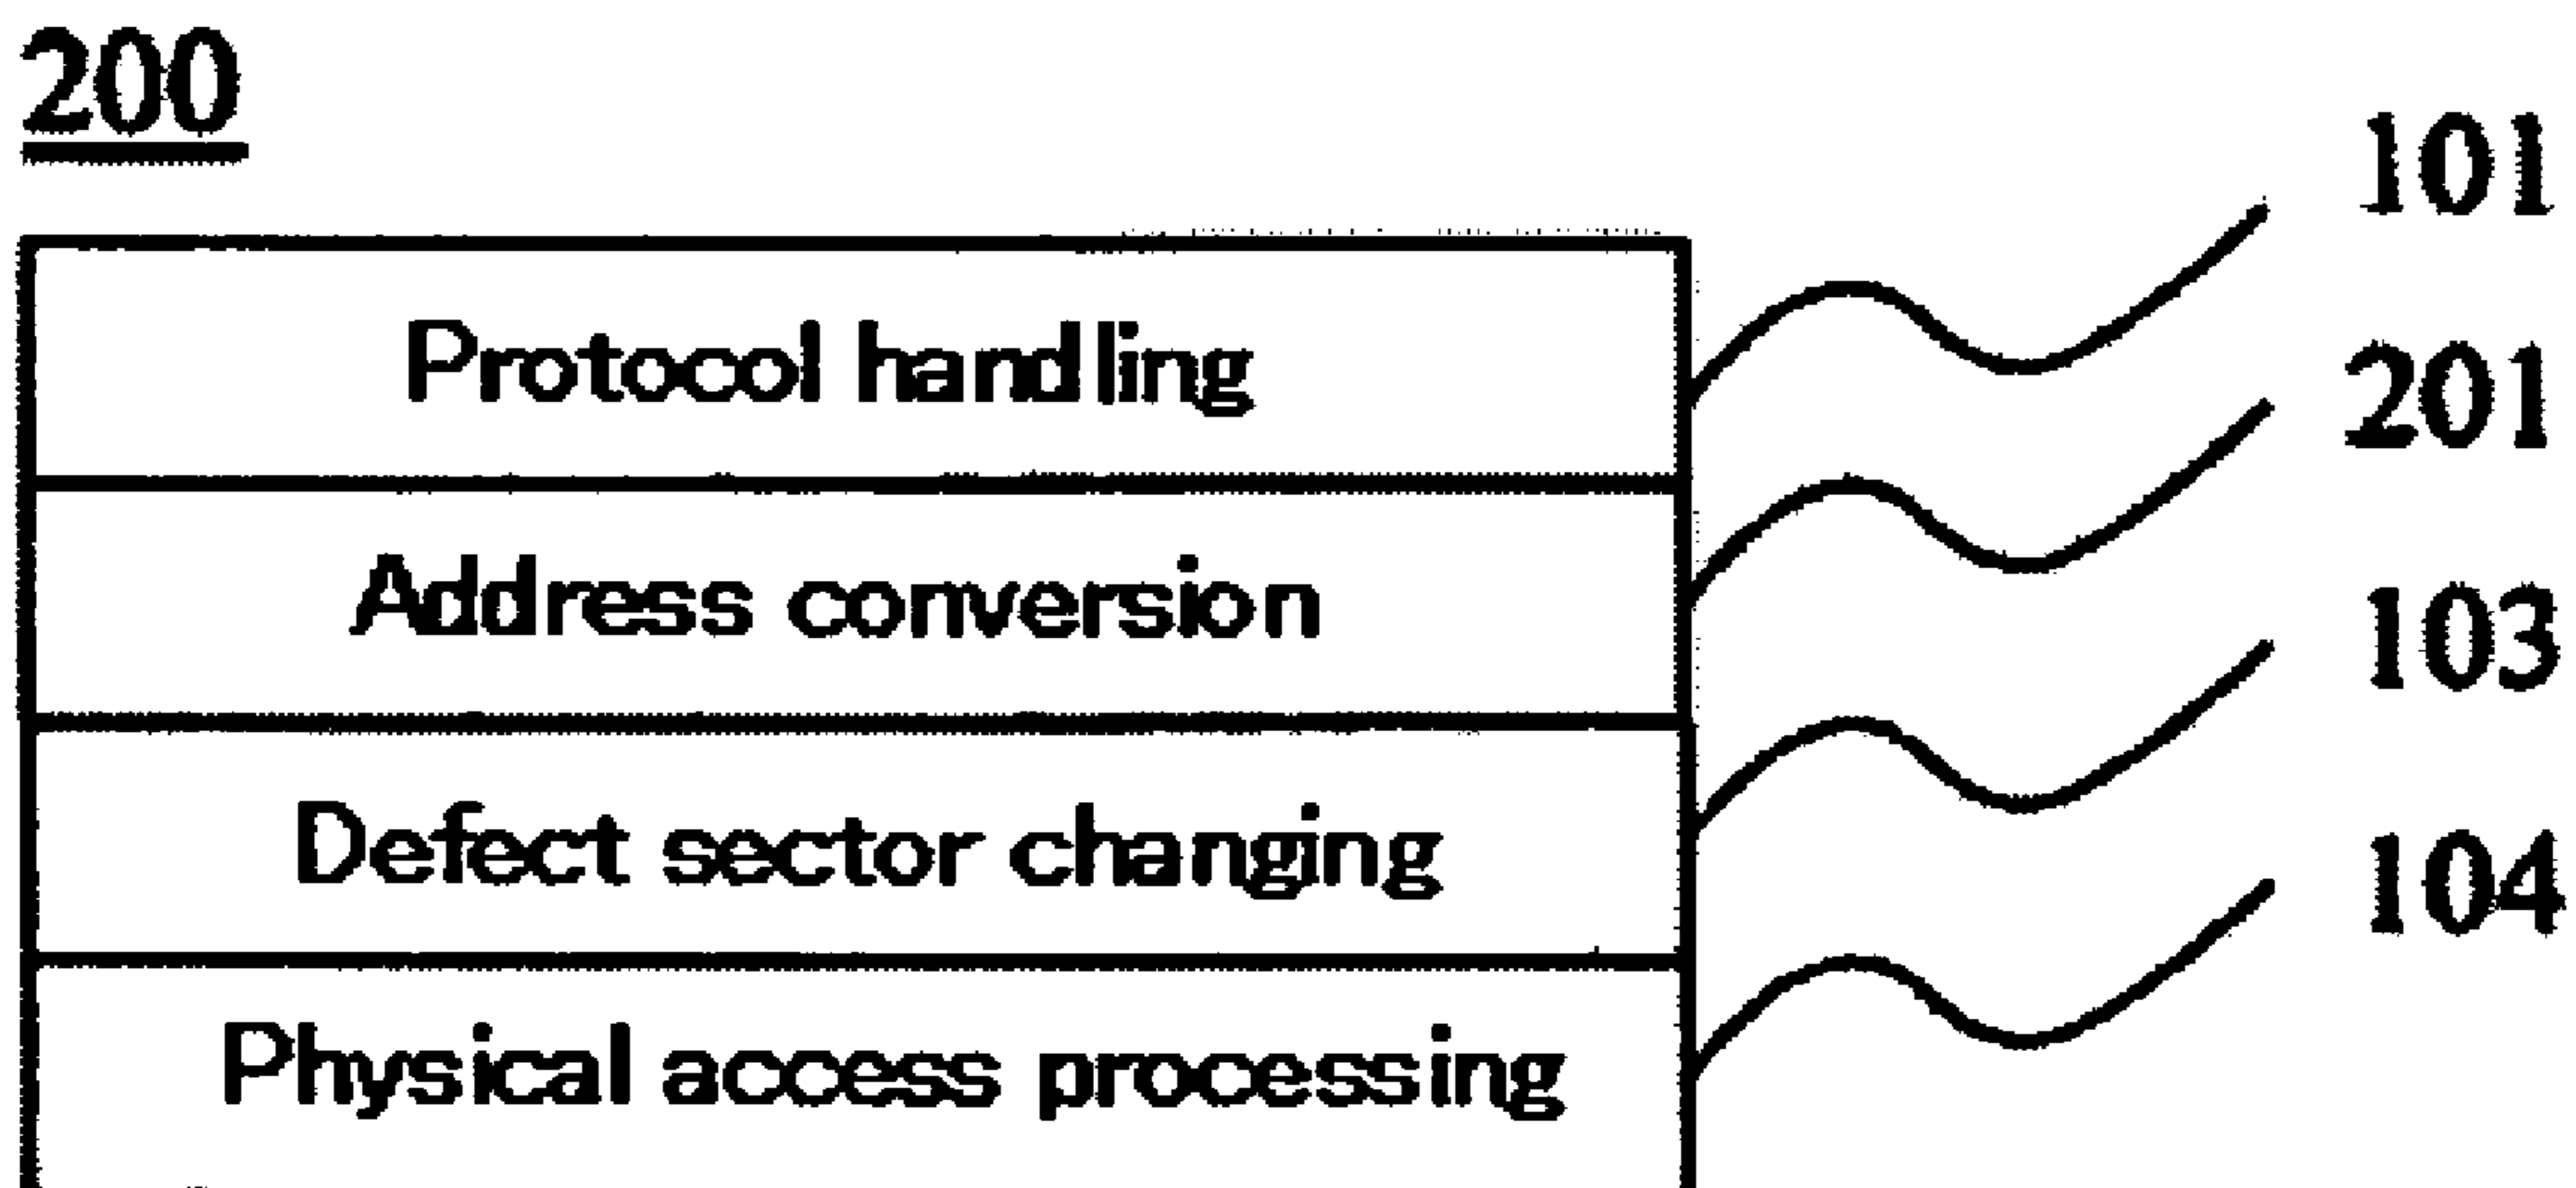 200
101
Protocol handling
201
Address conversion
103
Defect sector changing
104
Physical access processing